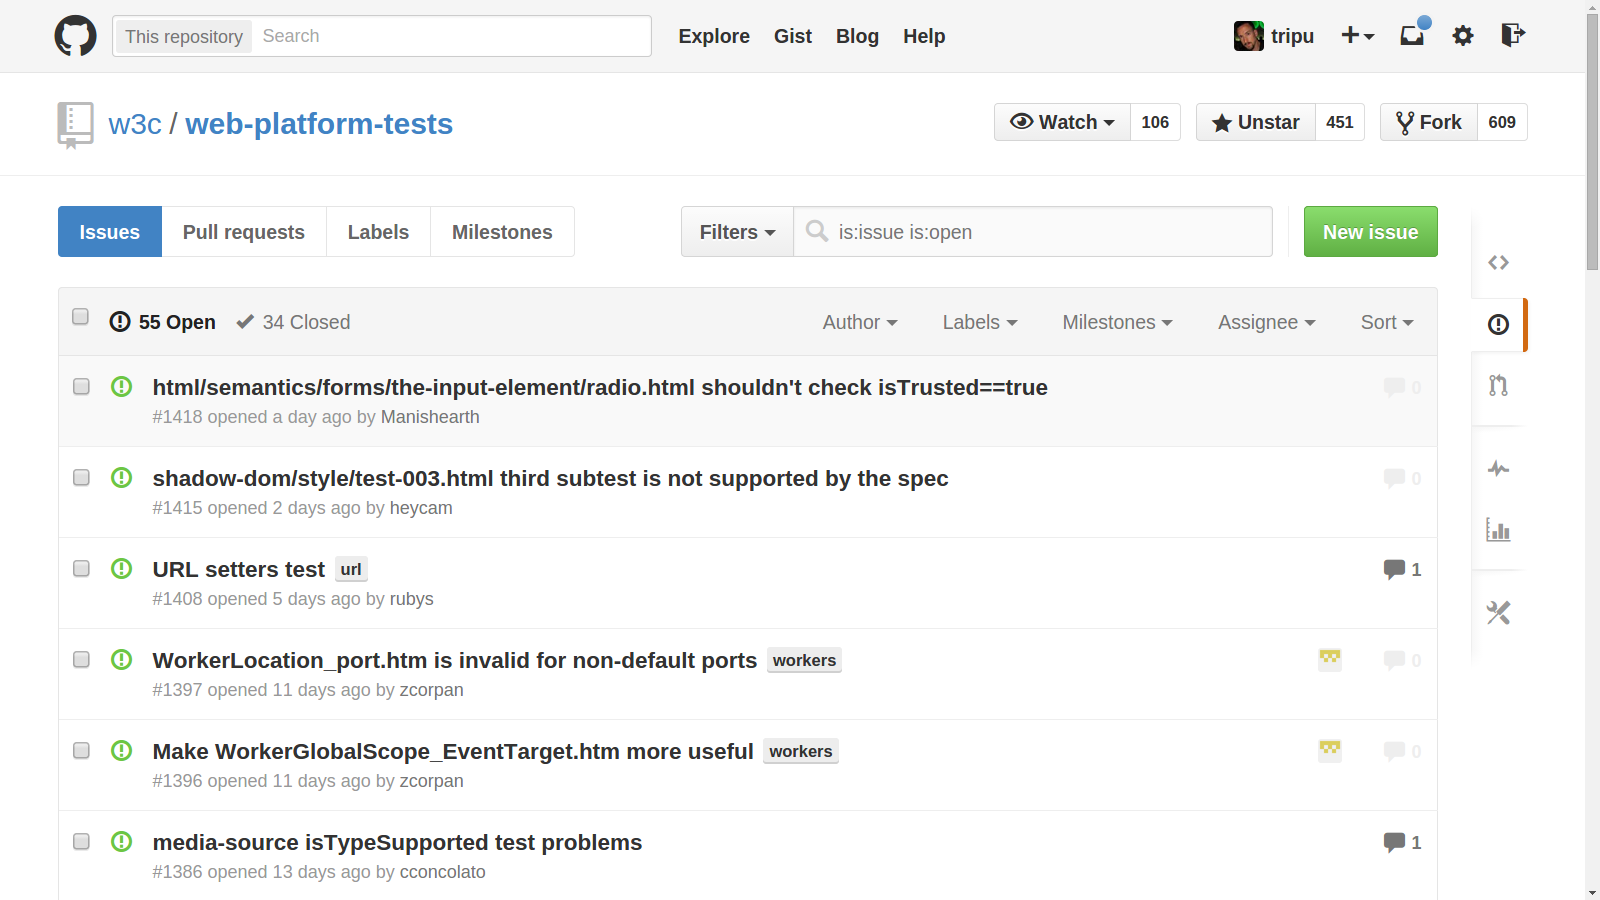 This repository Search Explore Gist Blog Help tripu
w3c / web-platform-tests Watch 106 Unstar 451 Fork 609
Issues Pull requests Labels Milestones Filters is:issue is:open New issue
55 Open 34 Closed Author Labels Milestones Assignee Sort
html/semantics/forms/the-input-element/radio.html shouldn't check isTrusted==true 0
#1418 opened a day ago by Manishearth
shadow-dom/style/test-003.html third subtest is not supported by the spec 0
#1415 opened 2 days ago by heycam
URL setters test url 1
#1408 opened 5 days ago by rubys
WorkerLocation_port.htm is invalid for non-default ports workers 0
#1397 opened 11 days ago by zcorpan
Make WorkerGlobalScope_EventTarget.htm more useful workers 0
#1396 opened 11 days ago by zcorpan
media-source isTypeSupported test problems 1
#1386 opened 13 days ago by cconcolato